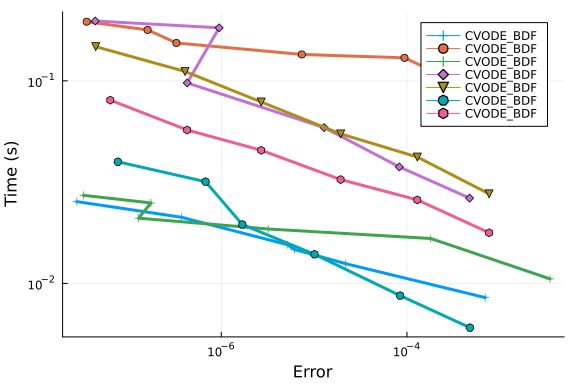 CVODE_BDF
CVODE_BDF
CVODE_BDF
CVODE_BDF
CVODE_BDF
CVODE_BDF
CVODE_BDF
Time (s)
10⁻¹
10⁻²
10⁻⁶
10⁻⁴
Error